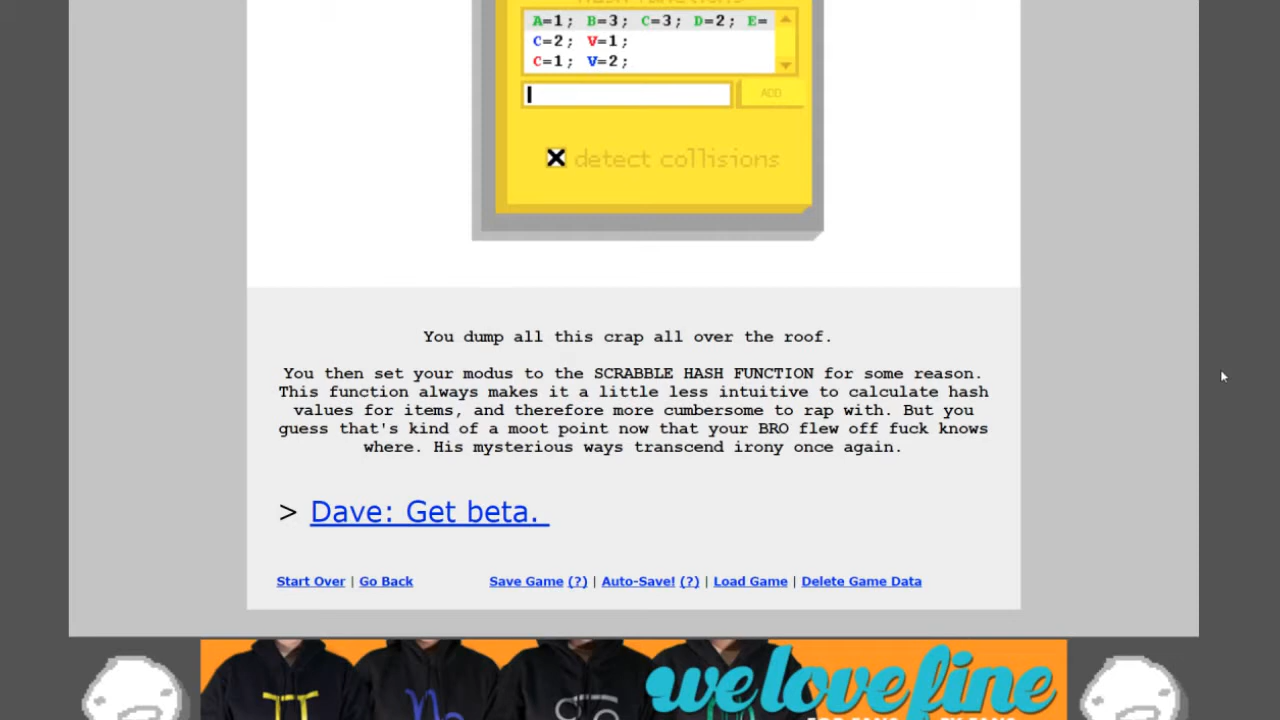 A=1; B=3; C=3; D=2; E=
C=2; V=1;
C=1; V=2;
ADD
detect collisions
You dump all this crap all over the roof.
You then set your modus to the SCRABBLE HASH FUNCTION for some reason.
This function always makes it a little less intuitive to calculate hash
values for items, and therefore more cumbersome to rap with. But you
guess that's kind of a moot point now that your BRO flew off fuck knows
where. His mysterious ways transcend irony once again.
> Dave: Get beta.
Start Over | Go Back Save Game (?) | Auto-Save! (?) | Load Game | Delete Game Data
welovefine